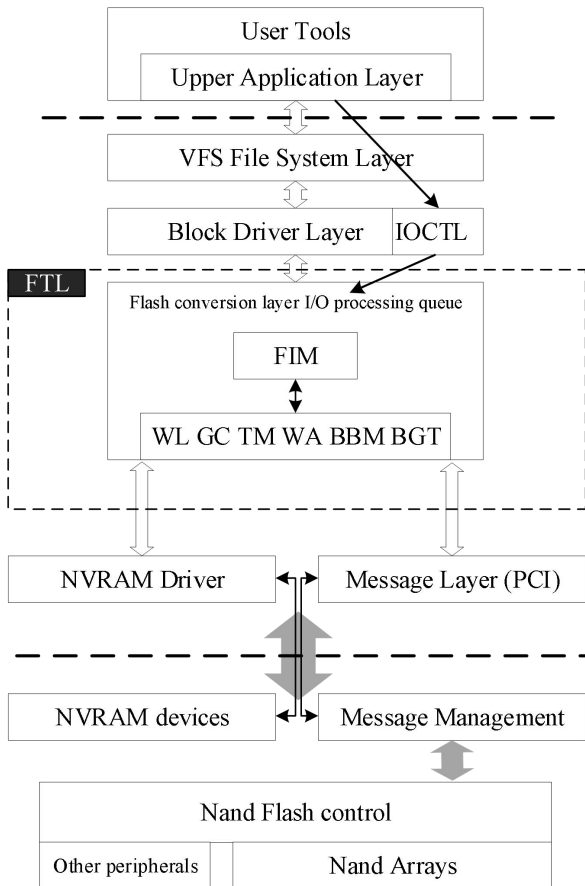 User Tools
Upper Application Layer
VFS File System Layer
Block Driver Layer
IOCTL
FTL
Flash conversion layer I/O processing queue
FIM
WL GC TM WA BBM BGT
NVRAM Driver
Message Layer (PCI)
NVRAM devices
Message Management
Nand Flash control
Other peripherals
Nand Arrays